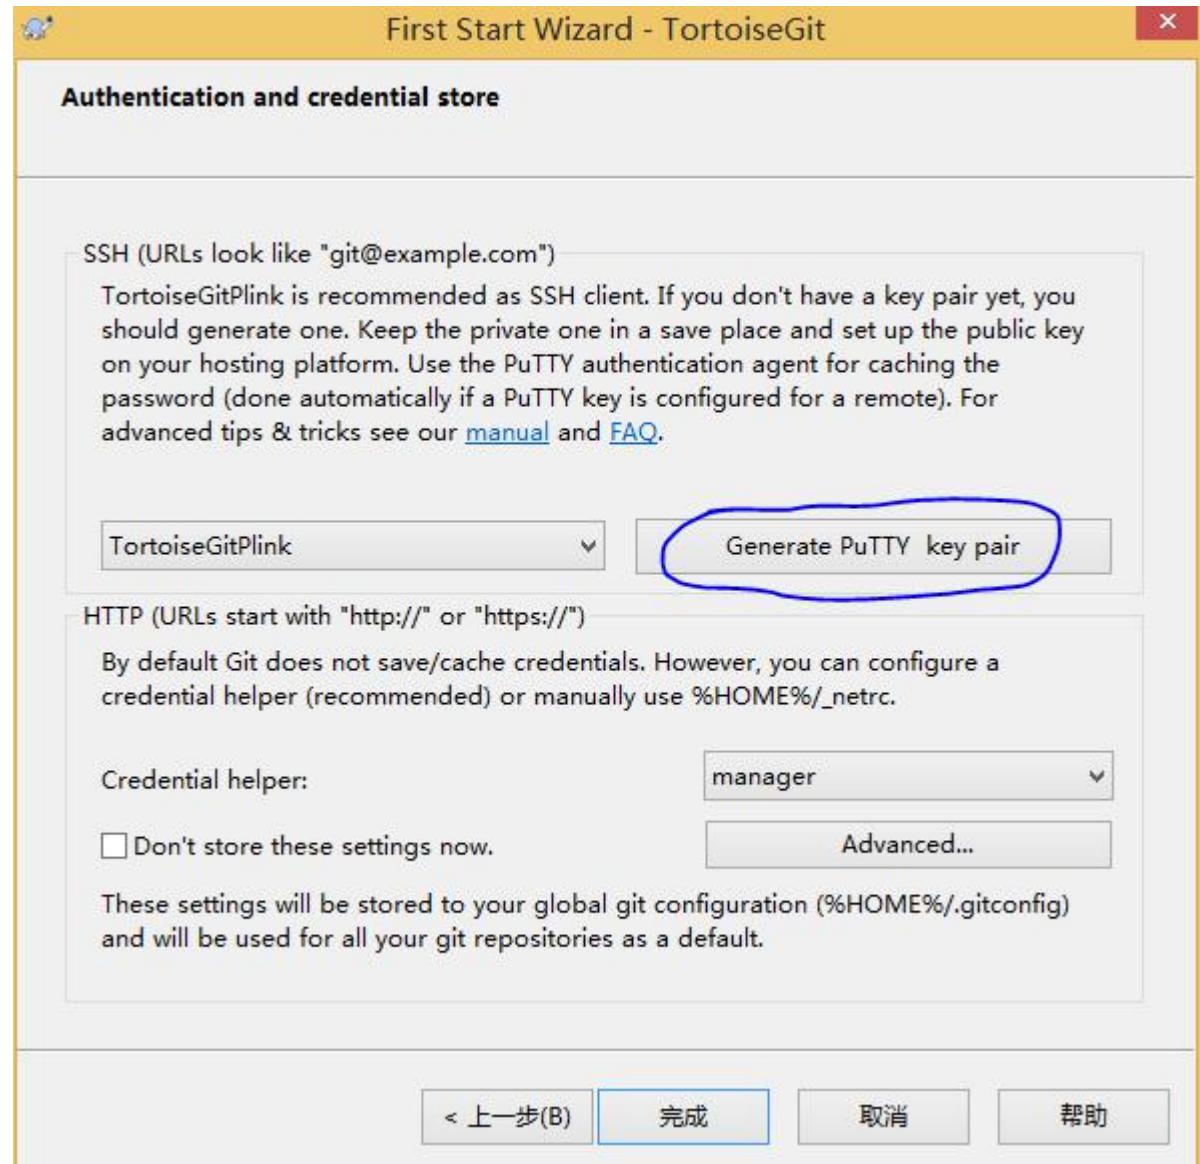 First Start Wizard - TortoiseGit
Authentication and credential store
SSH (URLs look like "git@example.com")
TortoiseGitPlink is recommended as SSH client. If you don't have a key pair yet, you
should generate one. Keep the private one in a save place and set up the public key
on your hosting platform. Use the PuTTY authentication agent for caching the
password (done automatically if a PuTTY key is configured for a remote). For
advanced tips & tricks see our manual and FAQ.
TortoiseGitPlink
Generate PuTTY  key pair
HTTP (URLs start with "http://" or "https://")
By default Git does not save/cache credentials. However, you can configure a
credential helper (recommended) or manually use %HOME%/_netrc.
Credential helper:
manager
Don't store these settings now.
Advanced...
These settings will be stored to your global git configuration (%HOME%/.gitconfig)
and will be used for all your git repositories as a default.
< 上一步(B)
完成
取消
帮助